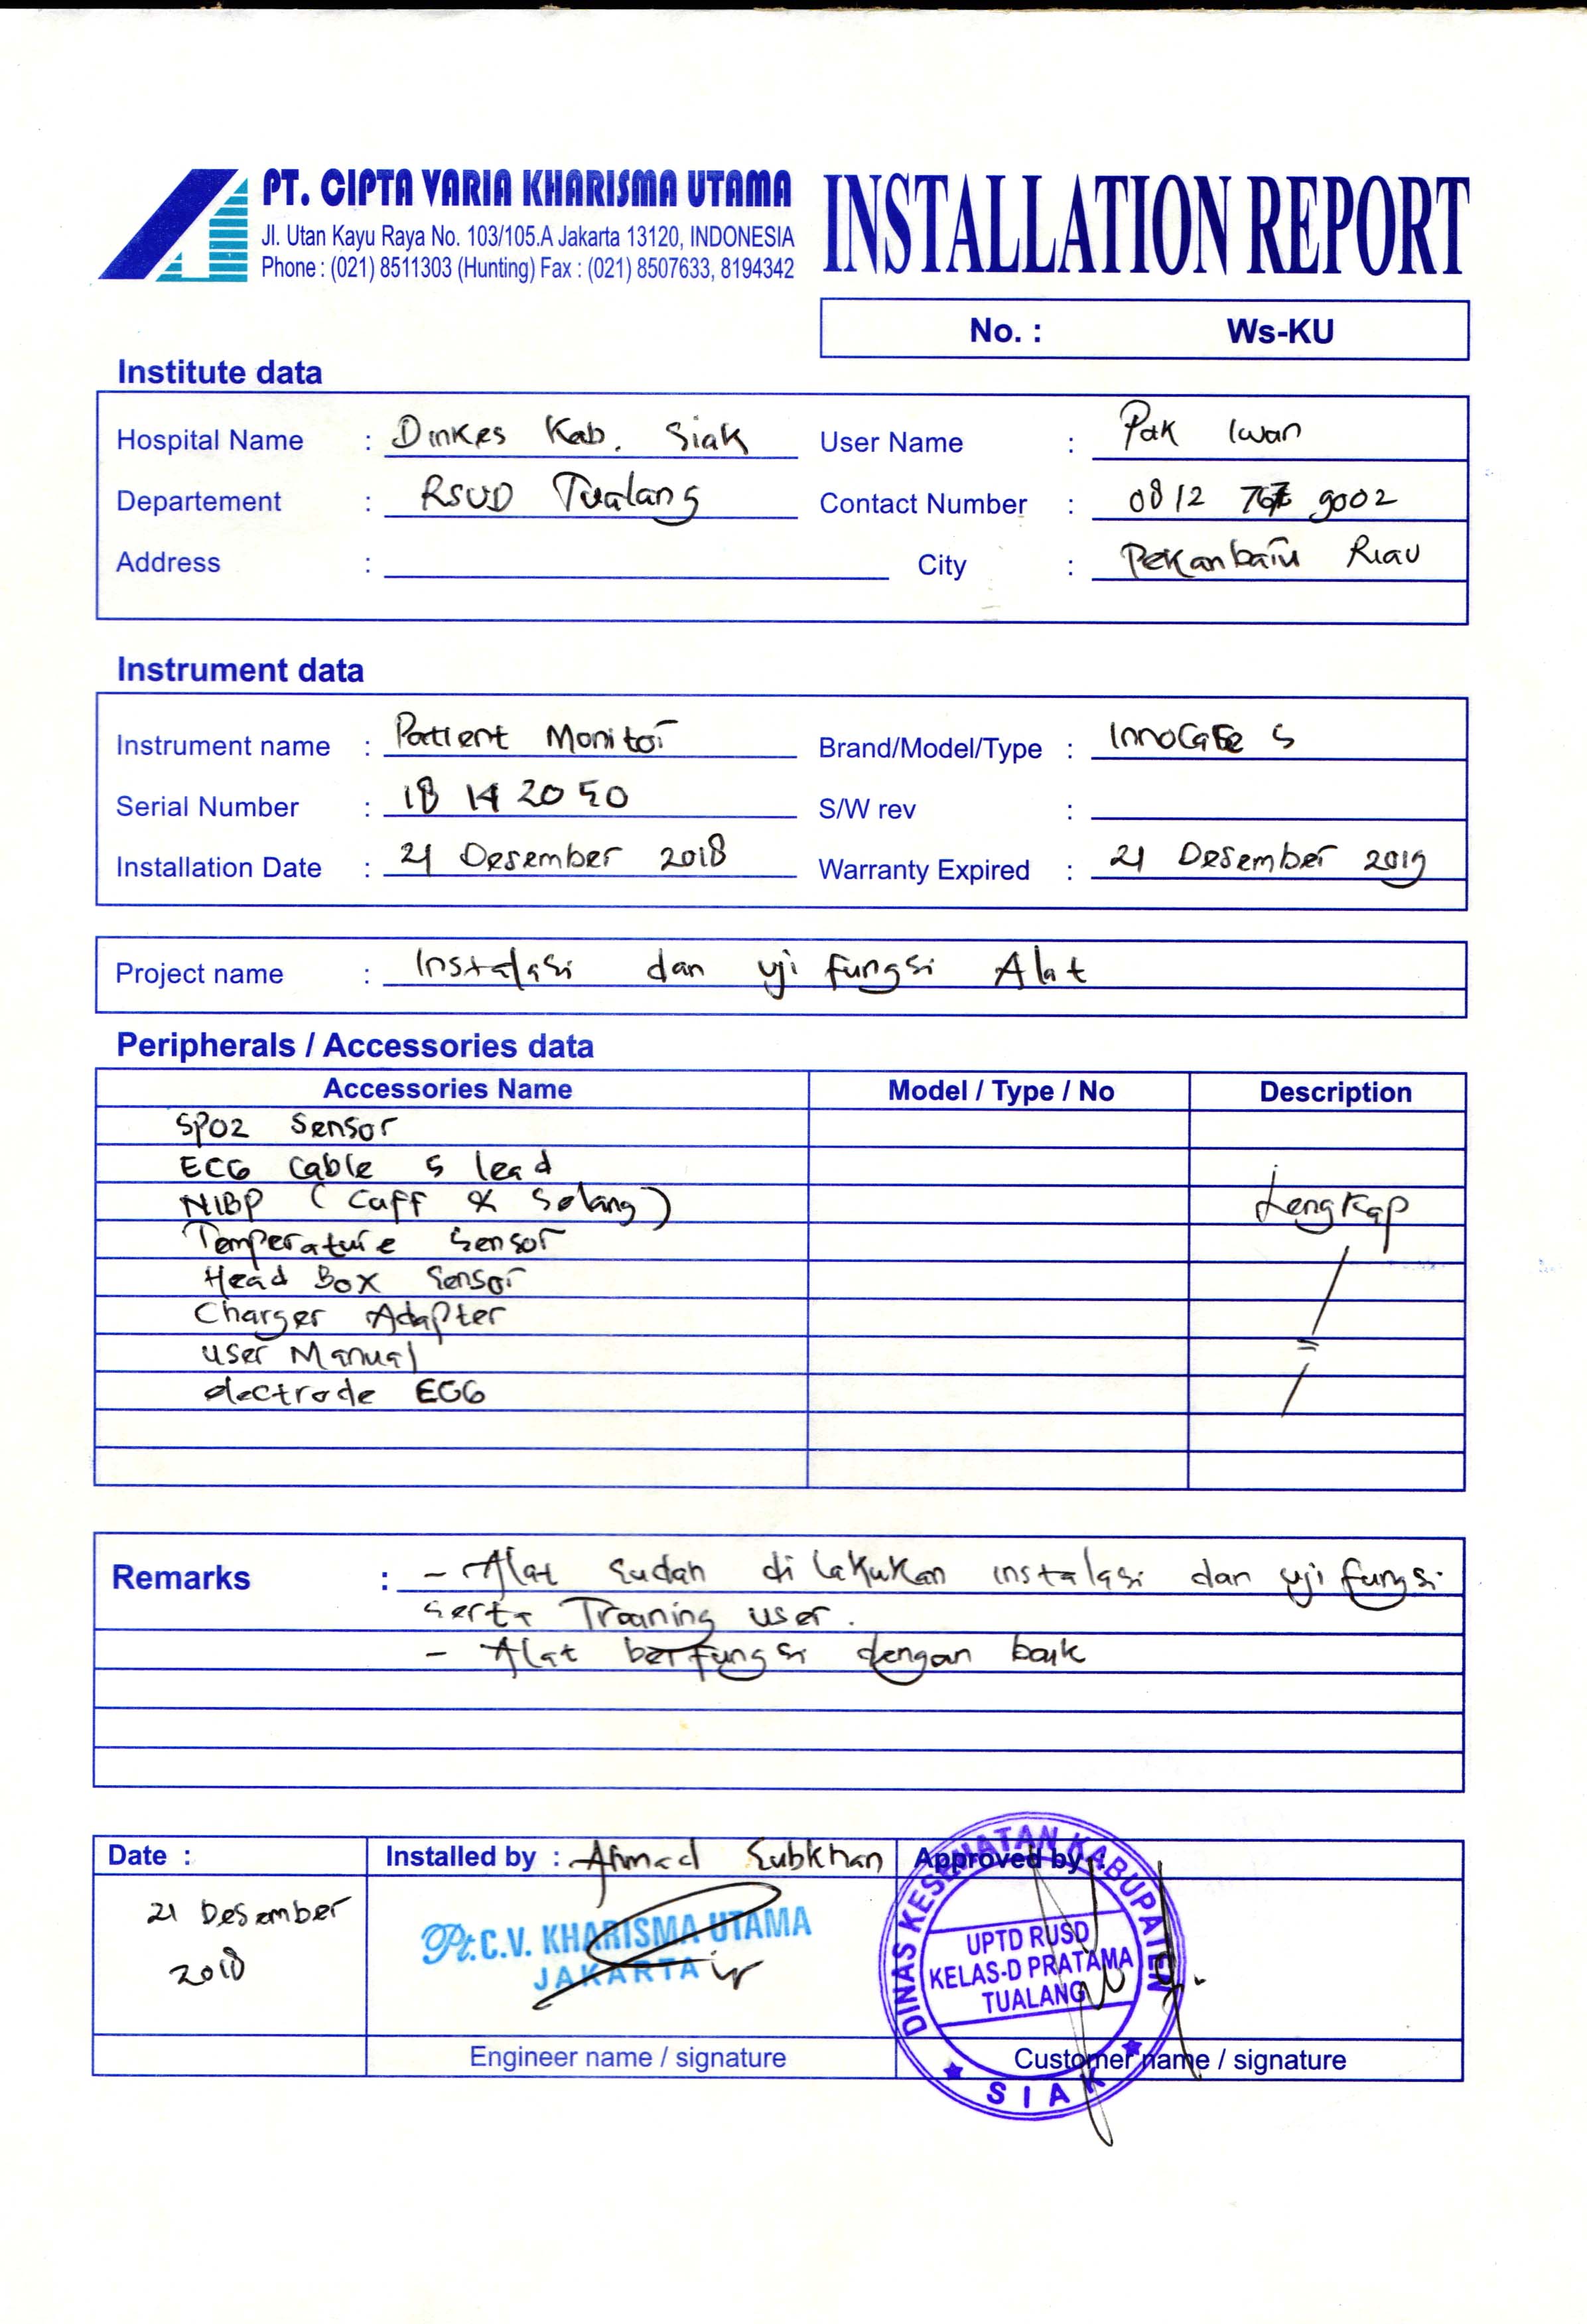 PT. CIPTA VARIA KHARISMA UTAMA
Jl. Utan Kayu Raya No. 103/105.A Jakarta 13120, INDONESIA
Phone : (021) 8511303 (Hunting) Fax : (021) 8507633, 8194342
INSTALLATION REPORT
No. : Ws-KU
Institute data
Hospital Name : Dinkes Kab. Siak User Name : Pak Iwan
Departement : RSUD Tualang Contact Number : 0812 9002
Address : City : Pekanbaru Riau
Instrument data
Instrument name : Patient Monitor Brand/Model/Type : InnoCare S
Serial Number : 18 14 20 50 S/W rev :
Installation Date : 21 Desember 2018 Warranty Expired : 21 Desember 2019
Project name : Instalasi dan uji fungsi Alat
Peripherals / Accessories data
Accessories Name Model / Type / No Description
SPO2 Sensor
ECG Cable 5 lead
NIBP ( Caff & Selang ) Lengkap
Temperature Sensor
Head Box Sensor
Charger Adapter
User Manual
electrode ECG
Remarks : - Alat sudah di lakukan instalasi dan uji fungsi
serta Traaning user.
- Alat berfungsi dengan baik
Date : Installed by : Ahmad Subkhan Approved by :
21 Desember
2018
Pt. C.V. KHARISMA UTAMA
JAKARTA
DINAS KESEHATAN KABUPATEN
UPTD RUSD
KELAS-D PRATAMA
TUALANG
SIAK
Engineer name / signature Customer name / signature